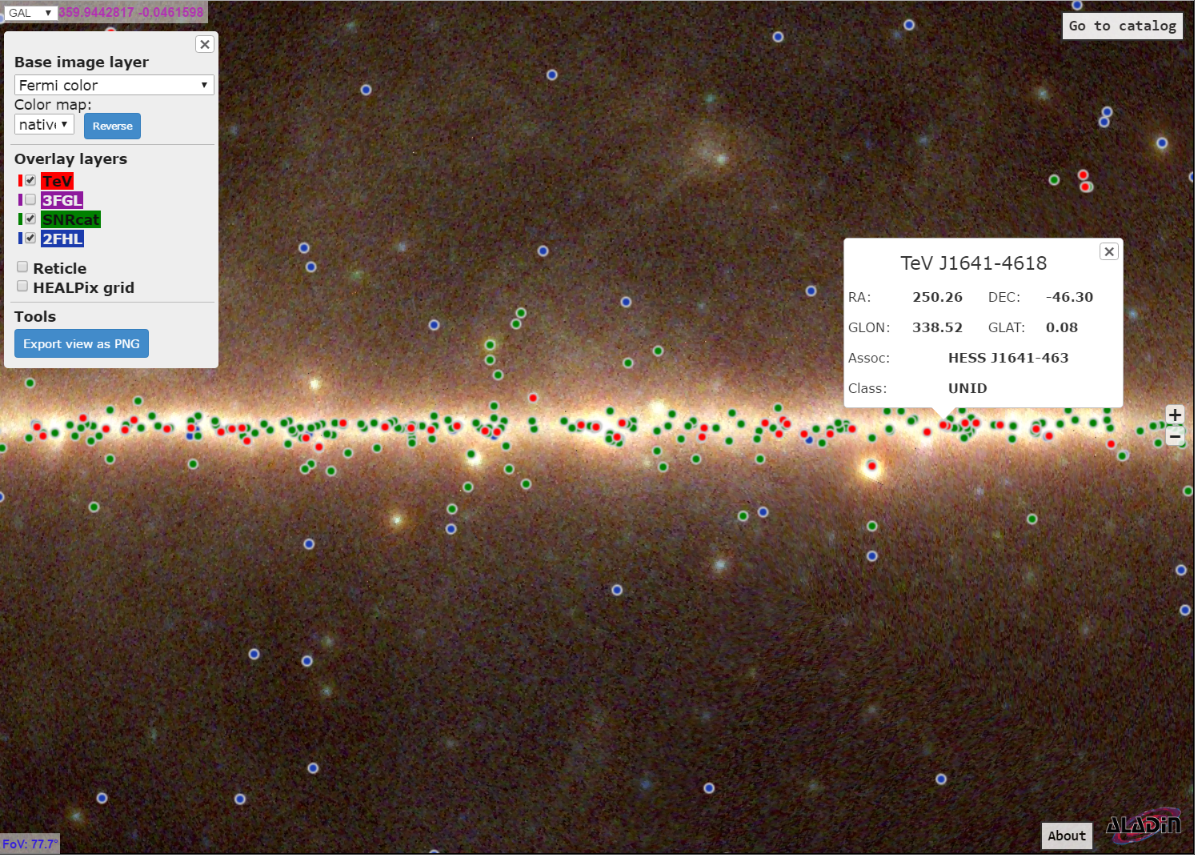 GAL ▼ 359.9442817 -0.0461598
Go to catalog
×
Base image layer
Fermi color ▼
Color map:
nativ ▼ Reverse
Overlay layers
TeV
3FGL
SNRcat
2FHL
Reticle
HEALPix grid
Tools
Export view as PNG
×
TeV J1641-4618
RA: 250.26 DEC: -46.30
GLON: 338.52 GLAT: 0.08
Assoc: HESS J1641-463
Class: UNID
+
−
About
ALADiN
FoV: 77.7°